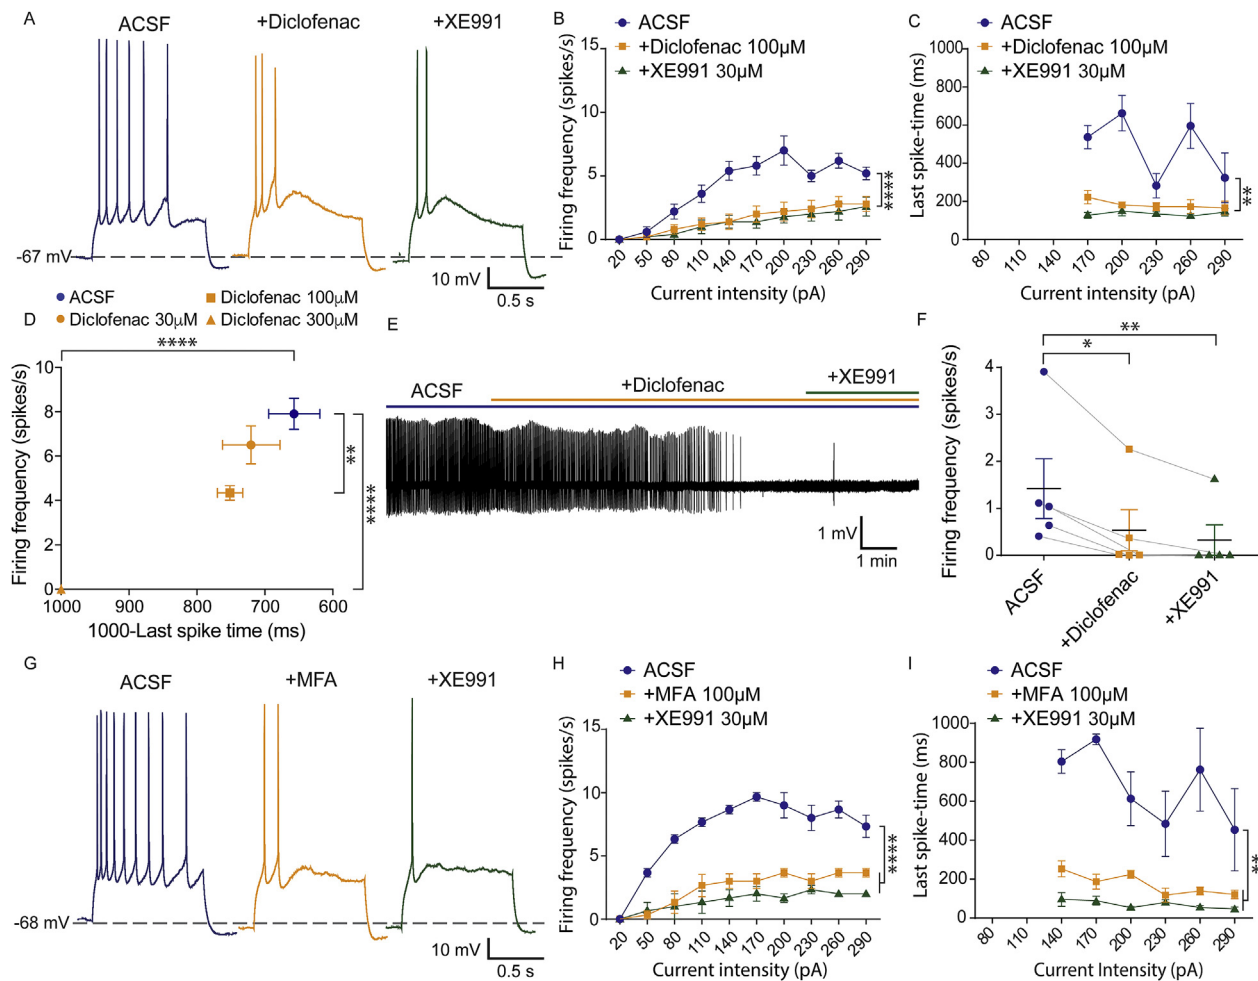 A
ACSF
+Diclofenac
+XE991
-67 mV
10 mV
0.5 s
B
ACSF
+Diclofenac 100µM
+XE991 30µM
Firing frequency (spikes/s)
15
10
5
0
20
50
80
110
140
170
200
230
260
290
Current intensity (pA)
****
C
ACSF
+Diclofenac 100µM
+XE991 30µM
Last spike-time (ms)
1000
800
600
400
200
0
80
110
140
170
200
230
260
290
Current intensity (pA)
**
ACSF
Diclofenac 100µM
Diclofenac 30µM
Diclofenac 300µM
D
****
Firing frequency (spikes/s)
10
8
6
4
2
0
1000
900
800
700
600
1000-Last spike time (ms)
**
****
E
ACSF
+Diclofenac
+XE991
1 mV
1 min
F
**
*
Firing frequency (spikes/s)
4
3
2
1
0
ACSF
+Diclofenac
+XE991
G
ACSF
+MFA
+XE991
-68 mV
10 mV
0.5 s
H
ACSF
+MFA 100µM
+XE991 30µM
Firing frequency (spikes/s)
15
10
5
0
20
50
80
110
140
170
200
230
260
290
Current intensity (pA)
****
I
ACSF
+MFA 100µM
+XE991 30µM
Last spike-time (ms)
1000
800
600
400
200
0
80
110
140
170
200
230
260
290
Current Intensity (pA)
**